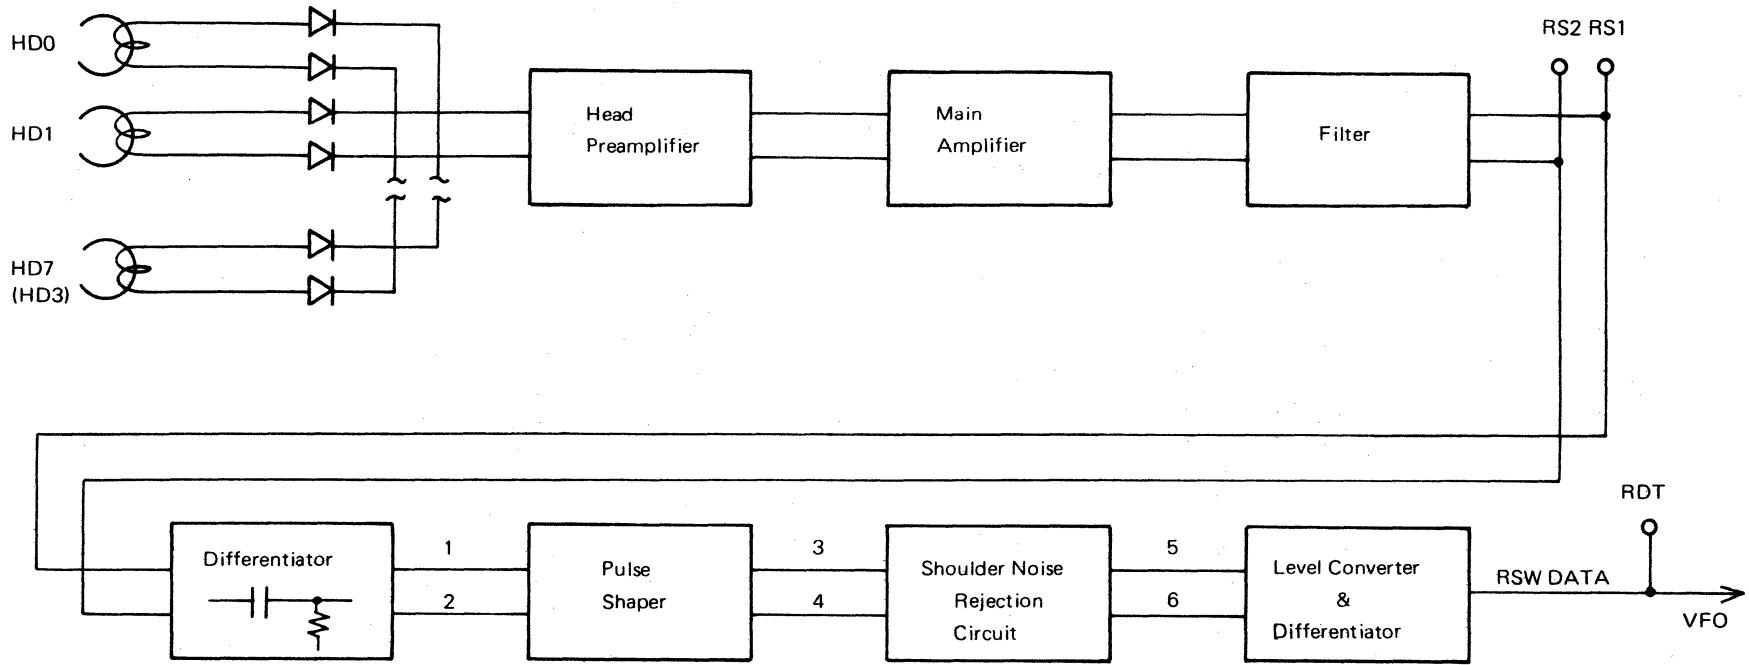 HD0
HD1
HD7
(HD3)
Head
Preamplifier
Main
Amplifier
Filter
RS2 RS1
Differentiator
1
2
Pulse
Shaper
3
4
Shoulder Noise
Rejection
Circuit
5
6
Level Converter
&
Differentiator
RSW DATA
RDT
VFO